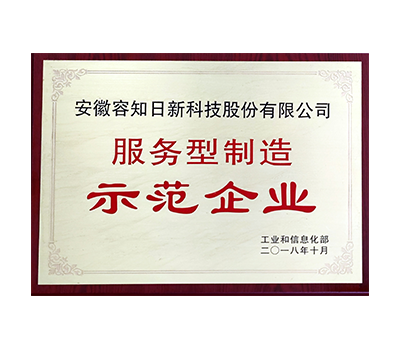 安徽容知日新科技股份有限公司
服务型制造
示范企业
工业和信息化部
二〇一八年十月